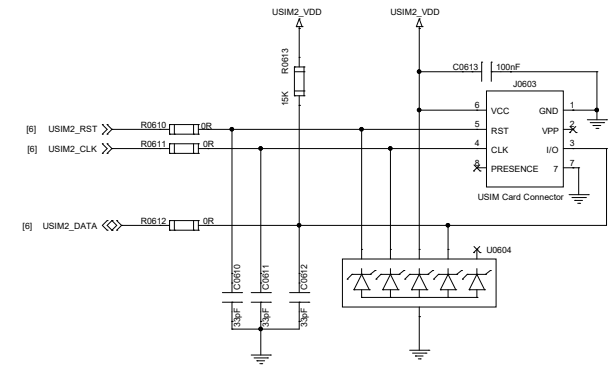 USIM2_VDD USIM2_VDD
R0613
15K
C0613 100nF
J0603
6 VCC GND 1
[6] USIM2_RST R0610 0R 5 RST VPP 2
[6] USIM2_CLK R0611 0R 4 CLK I/O 3
8 PRESENCE 7 7
USIM Card Connector
[6] USIM2_DATA R0612 0R
U0604
C0610 C0611 C0612
33pF 33pF 33pF